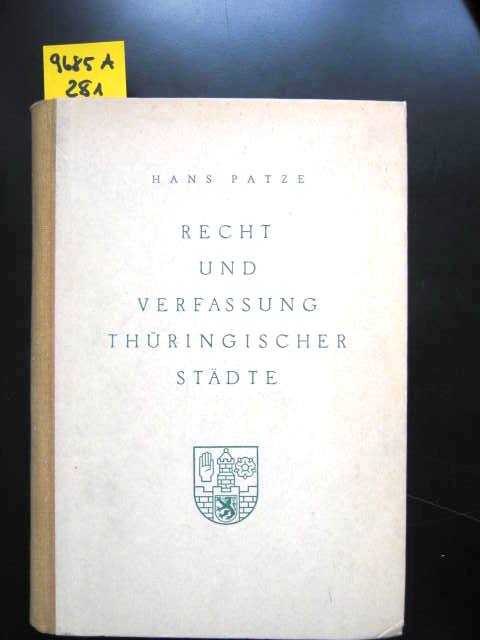 9685 A
281
HANS PATZE
RECHT
UND
VERFASSUNG
THÜRINGISCHER
STÄDTE